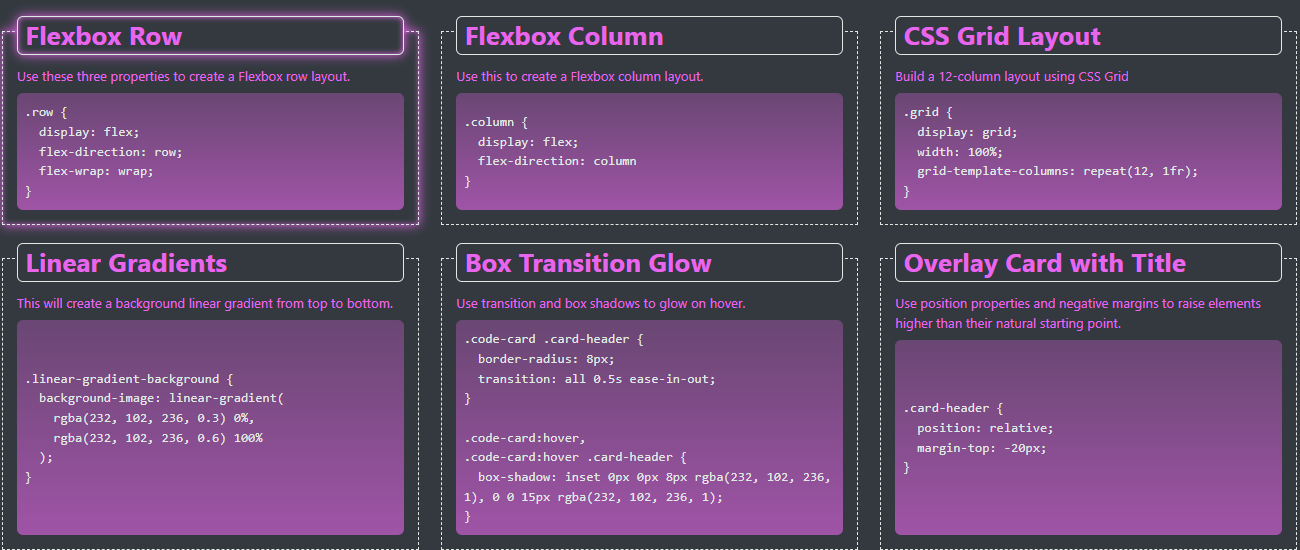 Flexbox Row
Use these three properties to create a Flexbox row layout.
.row {
  display: flex;
  flex-direction: row;
  flex-wrap: wrap;
}
Flexbox Column
Use this to create a Flexbox column layout.
.column {
  display: flex;
  flex-direction: column
}
CSS Grid Layout
Build a 12-column layout using CSS Grid
.grid {
  display: grid;
  width: 100%;
  grid-template-columns: repeat(12, 1fr);
}
Linear Gradients
This will create a background linear gradient from top to bottom.
.linear-gradient-background {
  background-image: linear-gradient(
    rgba(232, 102, 236, 0.3) 0%,
    rgba(232, 102, 236, 0.6) 100%
  );
}
Box Transition Glow
Use transition and box shadows to glow on hover.
.code-card .card-header {
  border-radius: 8px;
  transition: all 0.5s ease-in-out;
}
.code-card:hover,
.code-card:hover .card-header {
  box-shadow: inset 0px 0px 8px rgba(232, 102, 236,
1), 0 0 15px rgba(232, 102, 236, 1);
}
Overlay Card with Title
Use position properties and negative margins to raise elements
higher than their natural starting point.
.card-header {
  position: relative;
  margin-top: -20px;
}